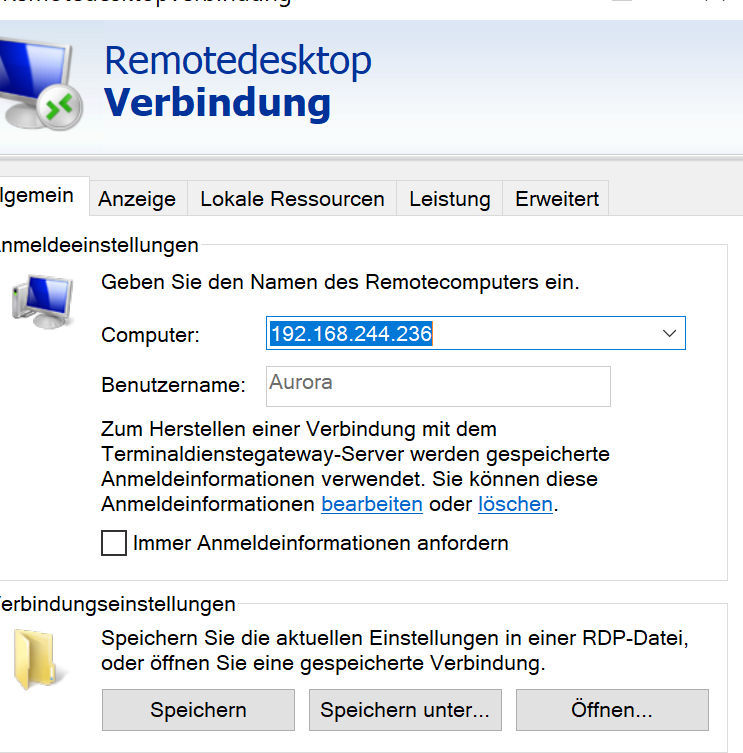 Remotedesktopverbindung
Remotedesktop
Verbindung
lgemein Anzeige Lokale Ressourcen Leistung Erweitert
nmeldeeinstellungen
Geben Sie den Namen des Remotecomputers ein.
Computer: 192.168.244.236
Benutzername: Aurora
Zum Herstellen einer Verbindung mit dem
Terminaldienstegateway-Server werden gespeicherte
Anmeldeinformationen verwendet. Sie können diese
Anmeldeinformationen bearbeiten oder löschen.
Immer Anmeldeinformationen anfordern
erbindungseinstellungen
Speichern Sie die aktuellen Einstellungen in einer RDP-Datei,
oder öffnen Sie eine gespeicherte Verbindung.
Speichern Speichern unter... Öffnen...